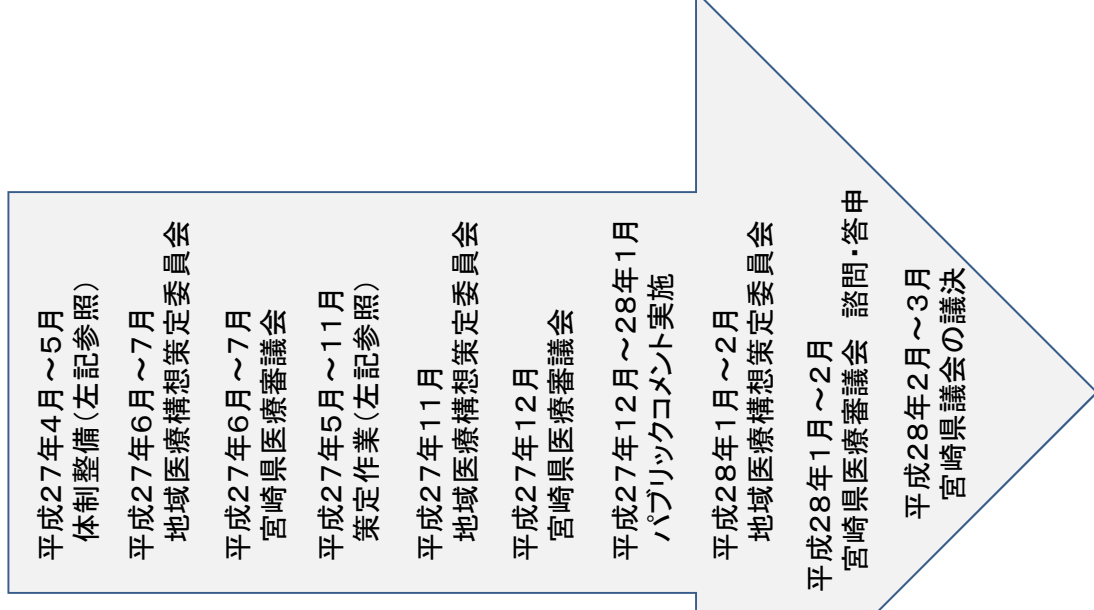 平成２７年４月～５月
体制整備（左記参照）
平成２７年６月～７月
地域医療構想策定委員会
平成２７年６月～７月
宮崎県医療審議会
平成２７年５月～１１月
策定作業（左記参照）
平成２７年１１月
地域医療構想策定委員会
平成２７年１２月
宮崎県医療審議会
平成２７年１２月～２８年１月
パブリックコメント実施
平成２８年１月～２月
地域医療構想策定委員会
平成２８年１月～２月
宮崎県医療審議会　諮問・答申
平成２８年２月～３月
宮崎県議会の議決